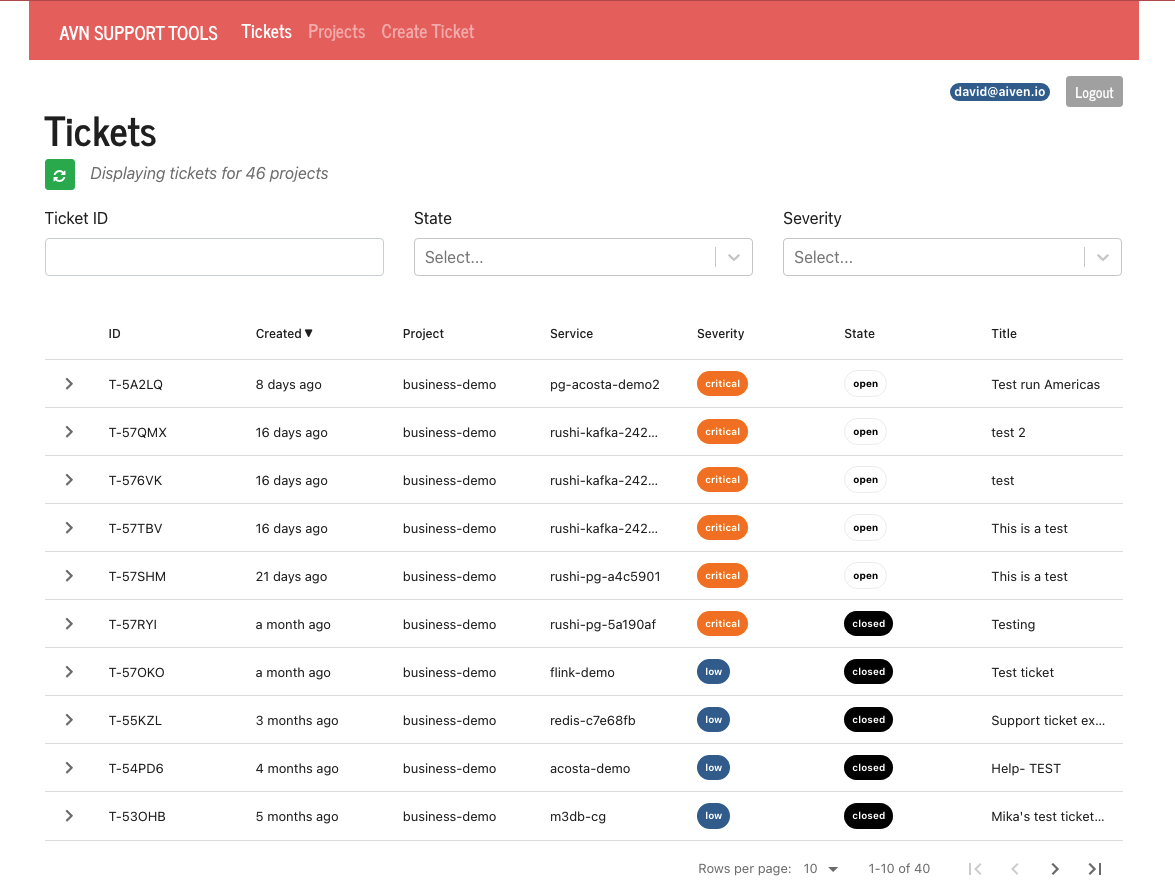 AVN SUPPORT TOOLS Tickets Projects Create Ticket
david@aiven.io Logout
Tickets
Displaying tickets for 46 projects
Ticket ID State Severity
Select... Select...
ID Created▼ Project Service Severity State Title
T-5A2LQ 8 days ago business-demo pg-acosta-demo2 critical open Test run Americas
T-57QMX 16 days ago business-demo rushi-kafka-242... critical open test 2
T-576VK 16 days ago business-demo rushi-kafka-242... critical open test
T-57TBV 16 days ago business-demo rushi-kafka-242... critical open This is a test
T-57SHM 21 days ago business-demo rushi-pg-a4c5901 critical open This is a test
T-57RYI a month ago business-demo rushi-pg-5a190af critical closed Testing
T-57OKO a month ago business-demo flink-demo low closed Test ticket
T-55KZL 3 months ago business-demo redis-c7e68fb low closed Support ticket ex...
T-54PD6 4 months ago business-demo acosta-demo low closed Help- TEST
T-53OHB 5 months ago business-demo m3db-cg low closed Mika's test ticket...
Rows per page: 10 1-10 of 40